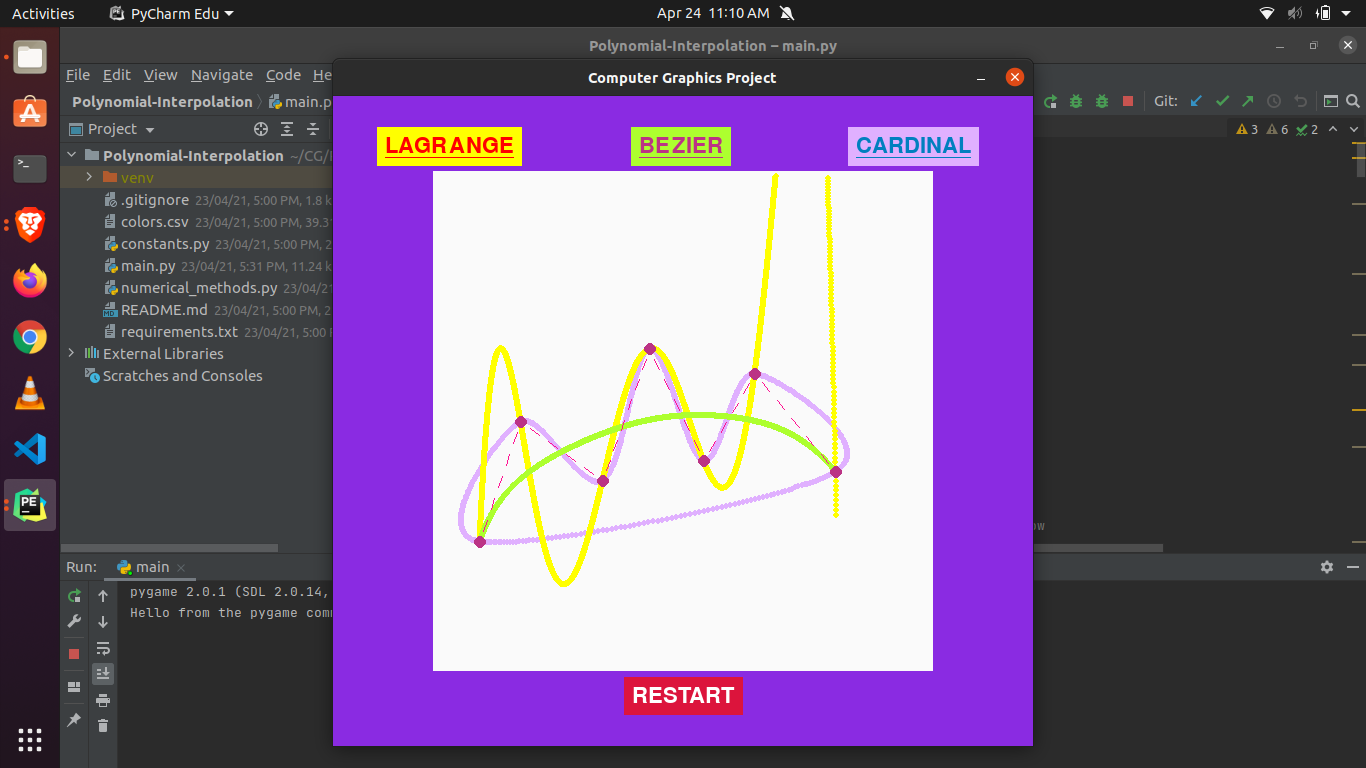 Activities PyCharm Edu Apr 24 11:10 AM
Polynomial-Interpolation – main.py
File Edit View Navigate Code He
Computer Graphics Project
Polynomial-Interpolation main.p
Git:
Project
3 6 2
Polynomial-Interpolation ~/CG/
venv
.gitignore 23/04/21, 5:00 PM, 1.8 k
colors.csv 23/04/21, 5:00 PM, 39.31
constants.py 23/04/21, 5:00 PM, 2
main.py 23/04/21, 5:31 PM, 11.24 k
numerical_methods.py 23/04/21
README.md 23/04/21, 5:00 PM, 2
requirements.txt 23/04/21, 5:00
External Libraries
Scratches and Consoles
LAGRANGE BEZIER CARDINAL
RESTART
ow
Run: main
pygame 2.0.1 (SDL 2.0.14,
Hello from the pygame com
PE